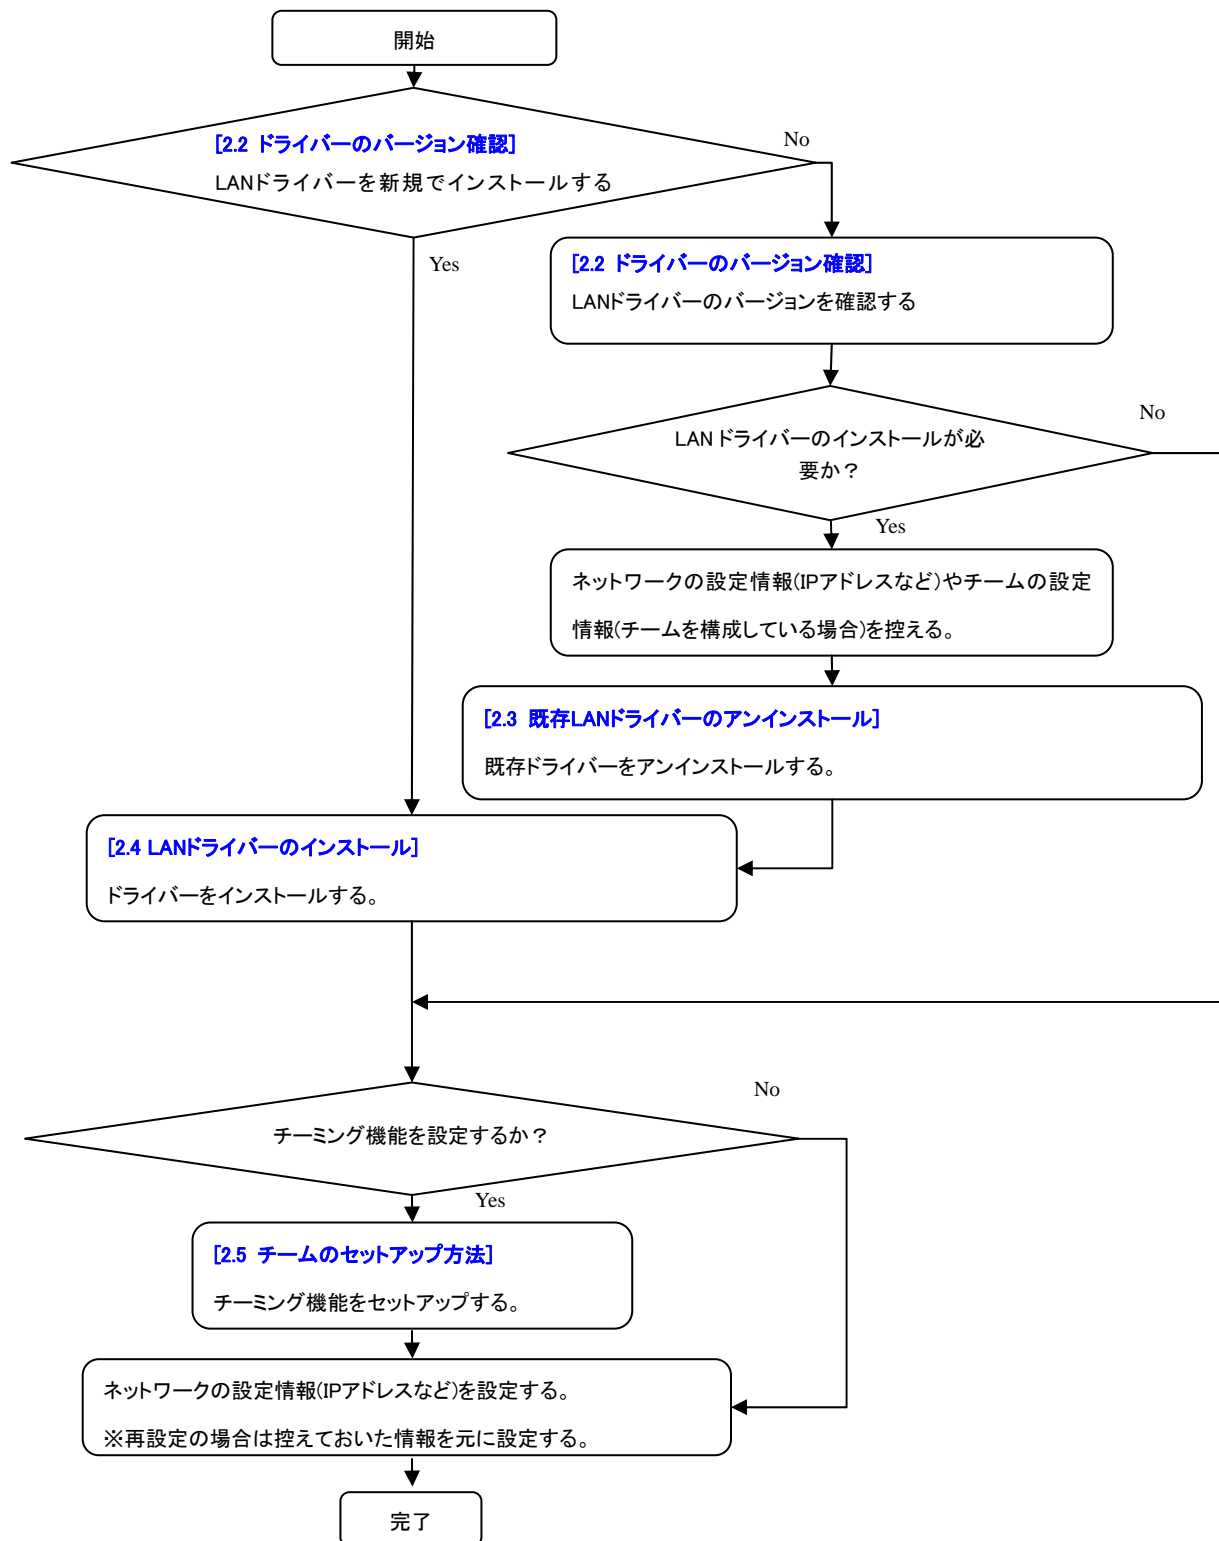 開始
[2.2 ドライバーのバージョン確認]
LANドライバーを新規でインストールする
No
Yes
[2.2 ドライバーのバージョン確認]
LANドライバーのバージョンを確認する
No
LANドライバーのインストールが必
要か？
Yes
ネットワークの設定情報(IPアドレスなど)やチームの設定
情報(チームを構成している場合)を控える。
[2.3 既存LANドライバーのアンインストール]
既存ドライバーをアンインストールする。
[2.4 LANドライバーのインストール]
ドライバーをインストールする。
No
チーミング機能を設定するか？
Yes
[2.5 チームのセットアップ方法]
チーミング機能をセットアップする。
ネットワークの設定情報(IPアドレスなど)を設定する。
※再設定の場合は控えておいた情報を元に設定する。
完了